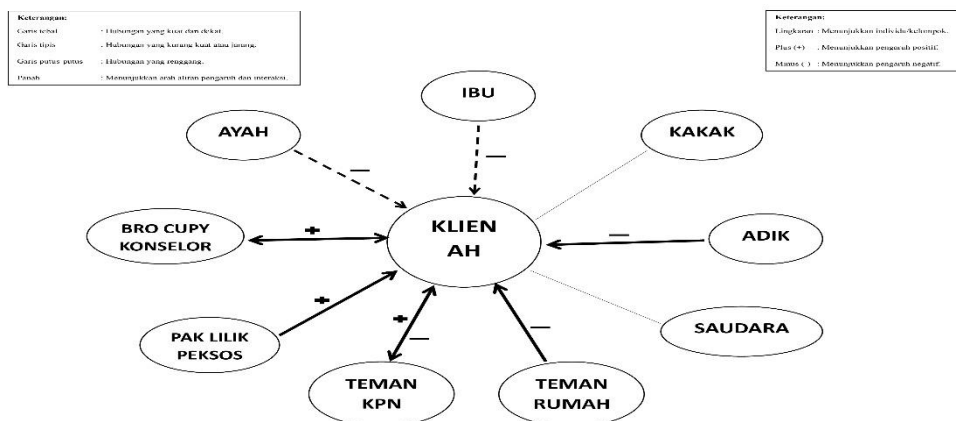 Keterangan:
Garis tebal : Hubungan yang kuat dan dekat.
Garis tipis : Hubungan yang kurang kuat atau jarang.
Garis putus putus : Hubungan yang renggang.
Panah : Menunjukkan arah aliran pengaruh dan interaksi.
Keterangan:
Lingkaran : Menunjukkan individu/kelompok.
Plus (+) : Menunjukkan pengaruh positif.
Minus (-) : Menunjukkan pengaruh negatif.
IBU
AYAH
KAKAK
BRO CUPY
KONSELOR
KLIEN
AH
ADIK
PAK LILIK
PEKSOS
SAUDARA
TEMAN
KPN
TEMAN
RUMAH